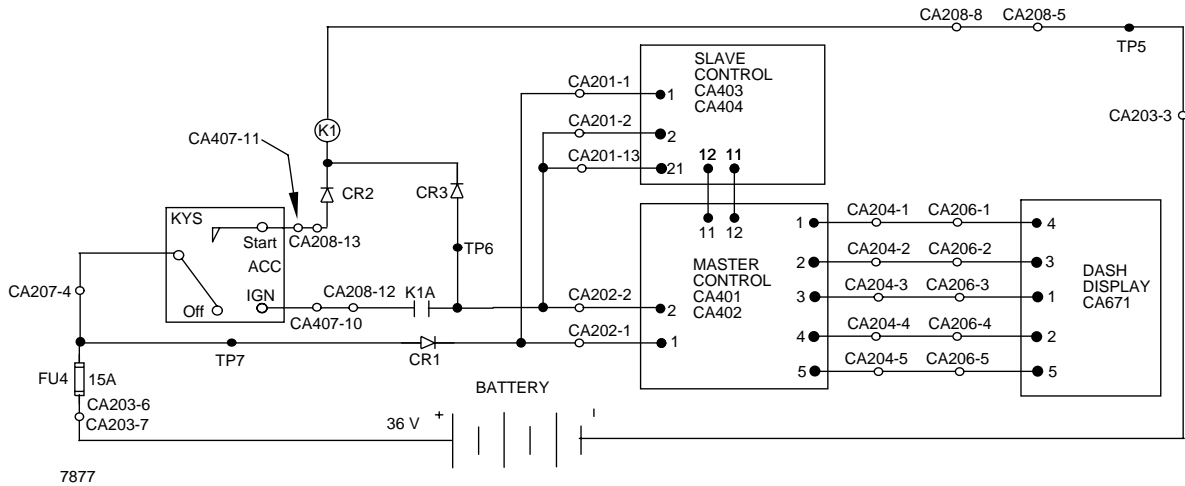 CA208-8 CA208-5
TP5
SLAVE
CONTROL
CA403
CA404
CA201-1
1
CA203-3
K1
CA201-2
2
CA407-11
CA201-13
21
12 11
CR2
CR3
KYS
Start
CA208-13
11 12
1
CA204-1
CA206-1
4
TP6
ACC
MASTER
CONTROL
CA401
CA402
2
CA204-2
CA206-2
3
DASH
DISPLAY
CA671
CA207-4
Off
IGN
CA208-12
K1A
CA202-2
2
3
CA204-3
CA206-3
1
CA407-10
CA202-1
1
4
CA204-4
CA206-4
2
TP7
CR1
FU4
15A
BATTERY
5
CA204-5
CA206-5
5
CA203-6
CA203-7
36 V
+
-
7877